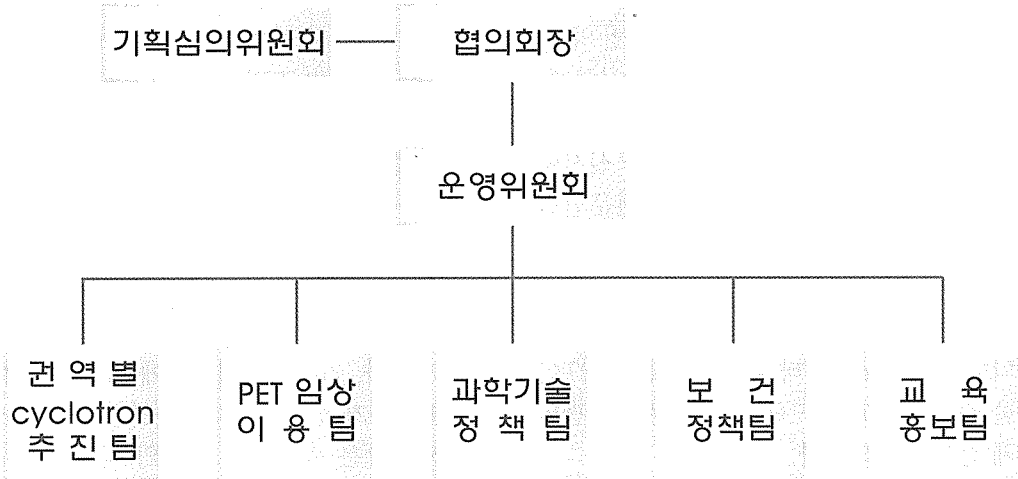 기획심의위원회
협의회장
운영위원회
권 역 별
cyclotron
추 진 팀
PET 임상
이 용 팀
과학기술
정 책 팀
보 건
정책팀
교 육
홍보팀